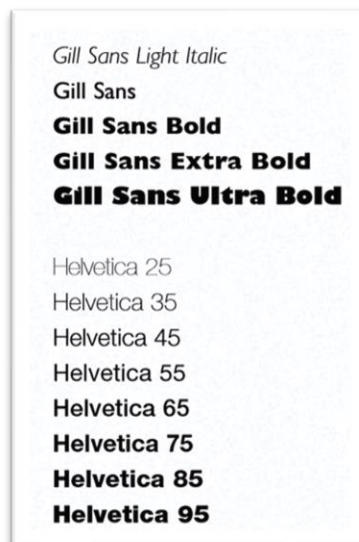 Gill Sans Light Italic
Gill Sans
Gill Sans Bold
Gill Sans Extra Bold
Gill Sans Ultra Bold
Helvetica 25
Helvetica 35
Helvetica 45
Helvetica 55
Helvetica 65
Helvetica 75
Helvetica 85
Helvetica 95